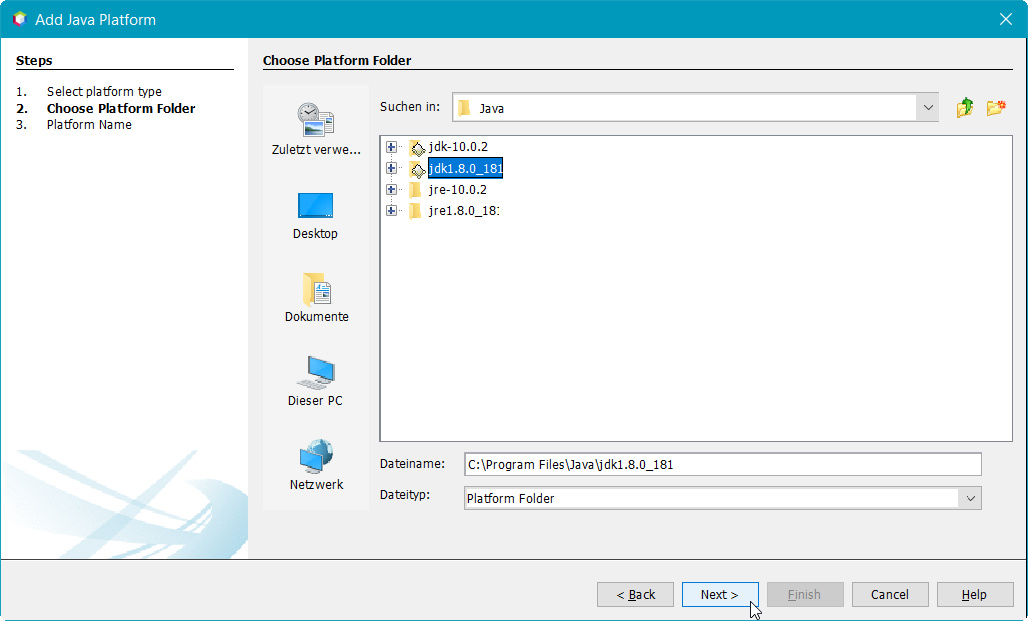 Add Java Platform
Steps
1. Select platform type
2. Choose Platform Folder
3. Platform Name
Choose Platform Folder
Suchen in: Java
Zuletzt verwe...
Desktop
Dokumente
Dieser PC
Netzwerk
jdk-10.0.2
jdk1.8.0_181
jre-10.0.2
jre1.8.0_181
Dateiname: C:\Program Files\Java\jdk1.8.0_181
Dateityp: Platform Folder
< Back Next > Finish Cancel Help